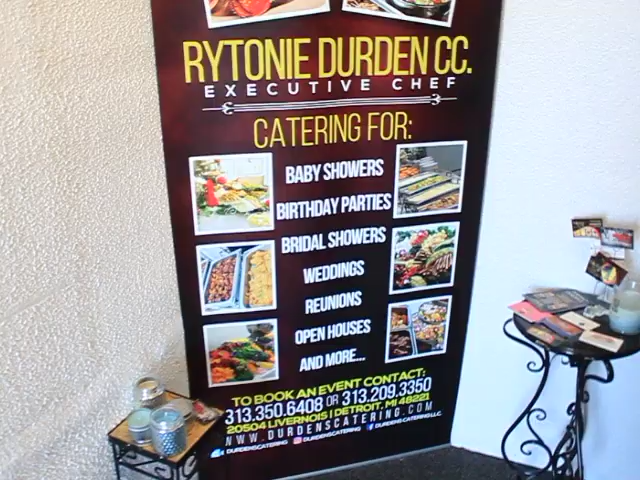 RYTONIE DURDEN CC.
EXECUTIVE CHEF
CATERING FOR:
BABY SHOWERS
BIRTHDAY PARTIES
BRIDAL SHOWERS
WEDDINGS
REUNIONS
OPEN HOUSES
AND MORE...
TO BOOK AN EVENT CONTACT:
313.350.6408 OR 313.209.3350
20504 LIVERNOIS | DETROIT, MI 48221
WWW.DURDENSCATERING.COM
DURDENSCATERING DURDENSCATERING DURDENS CATERING LLC.